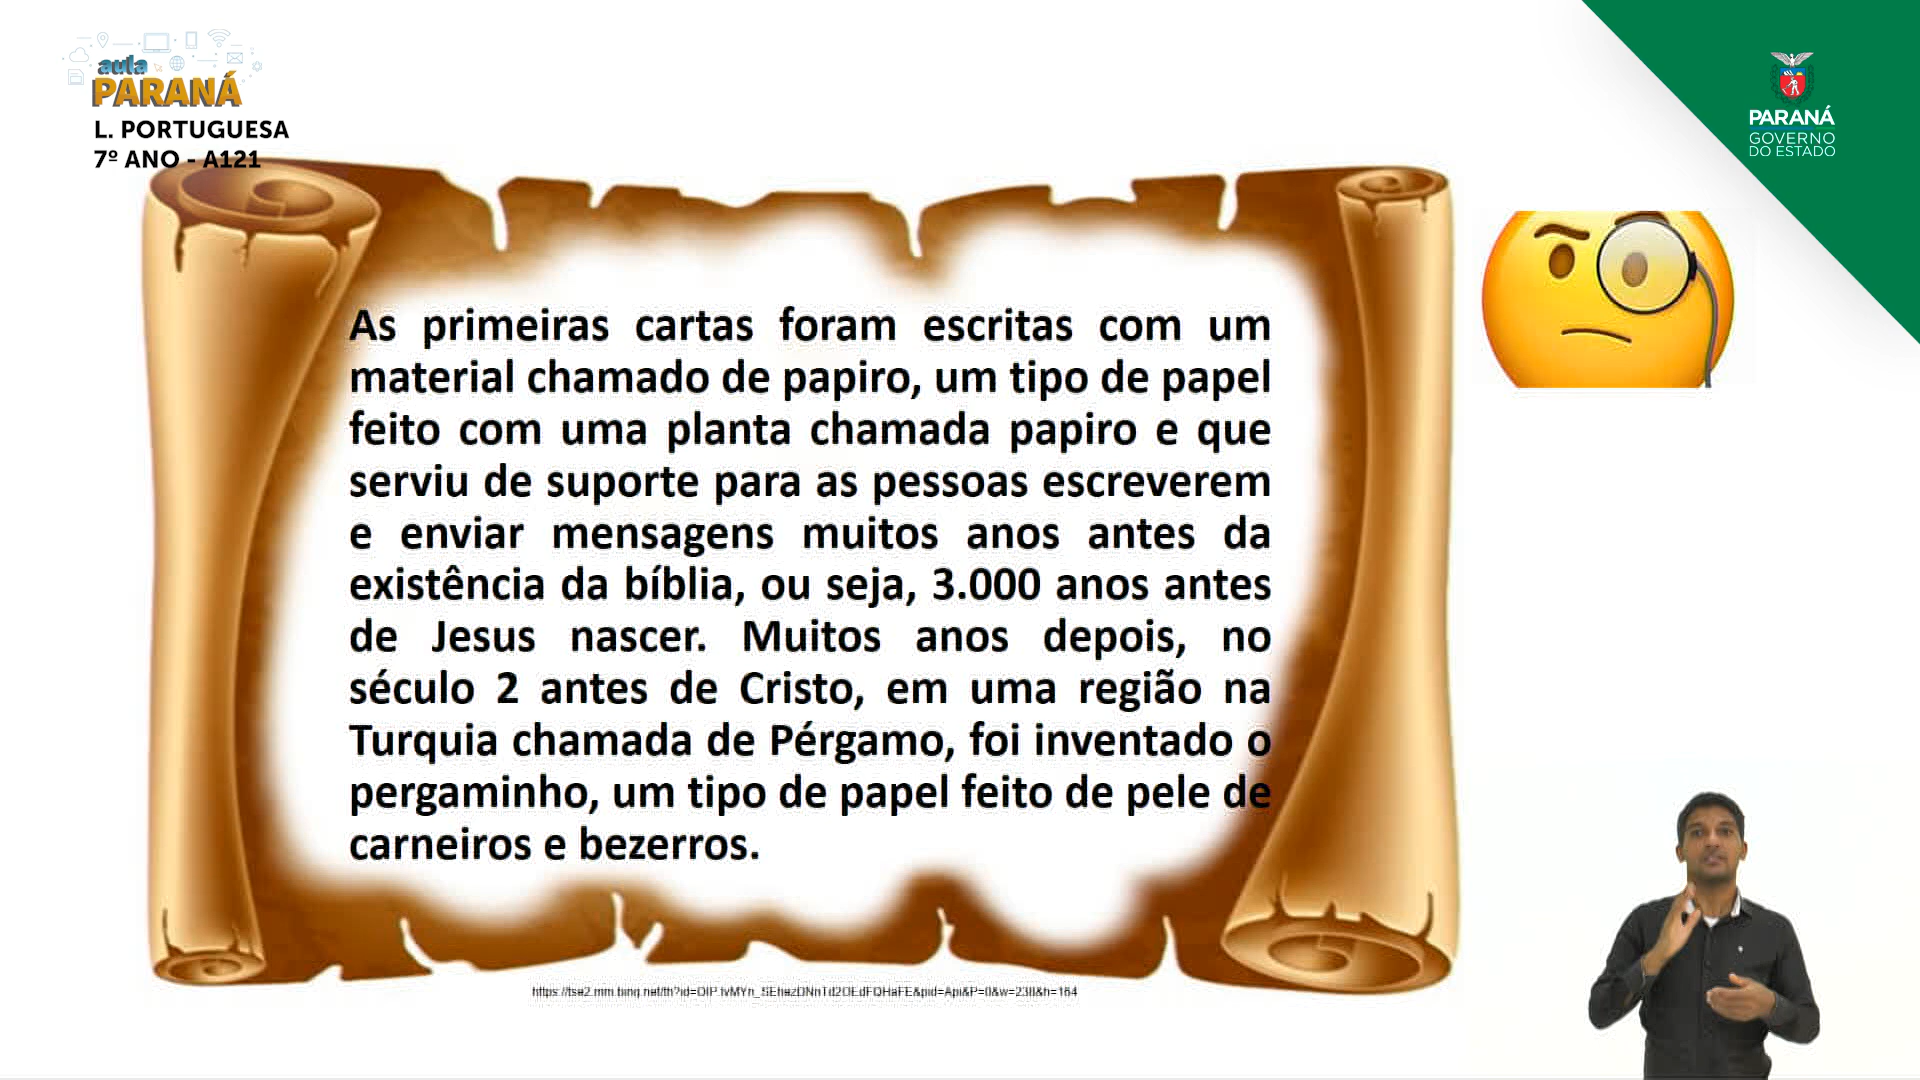 aula
PARANÁ
L. PORTUGUESA
7º ANO - A121
PARANÁ
GOVERNO
DO ESTADO
As primeiras cartas foram escritas com um
material chamado de papiro, um tipo de papel
feito com uma planta chamada papiro e que
serviu de suporte para as pessoas escreverem
e enviar mensagens muitos anos antes da
existência da bíblia, ou seja, 3.000 anos antes
de Jesus nascer. Muitos anos depois, no
século 2 antes de Cristo, em uma região na
Turquia chamada de Pérgamo, foi inventado o
pergaminho, um tipo de papel feito de pele de
carneiros e bezerros.